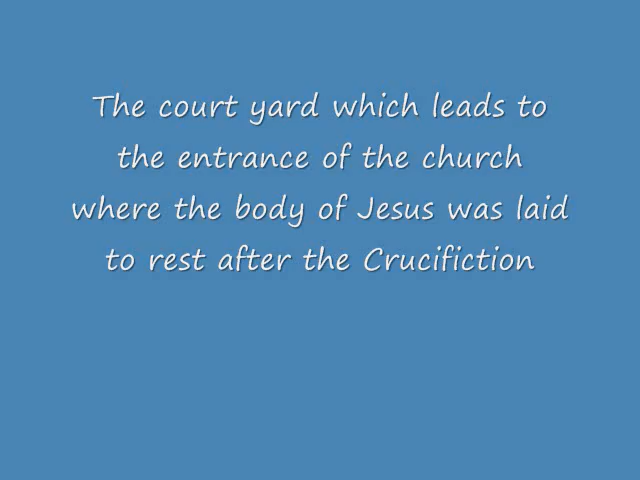 The court yard which leads to
the entrance of the church
where the body of Jesus was laid
to rest after the Crucifiction